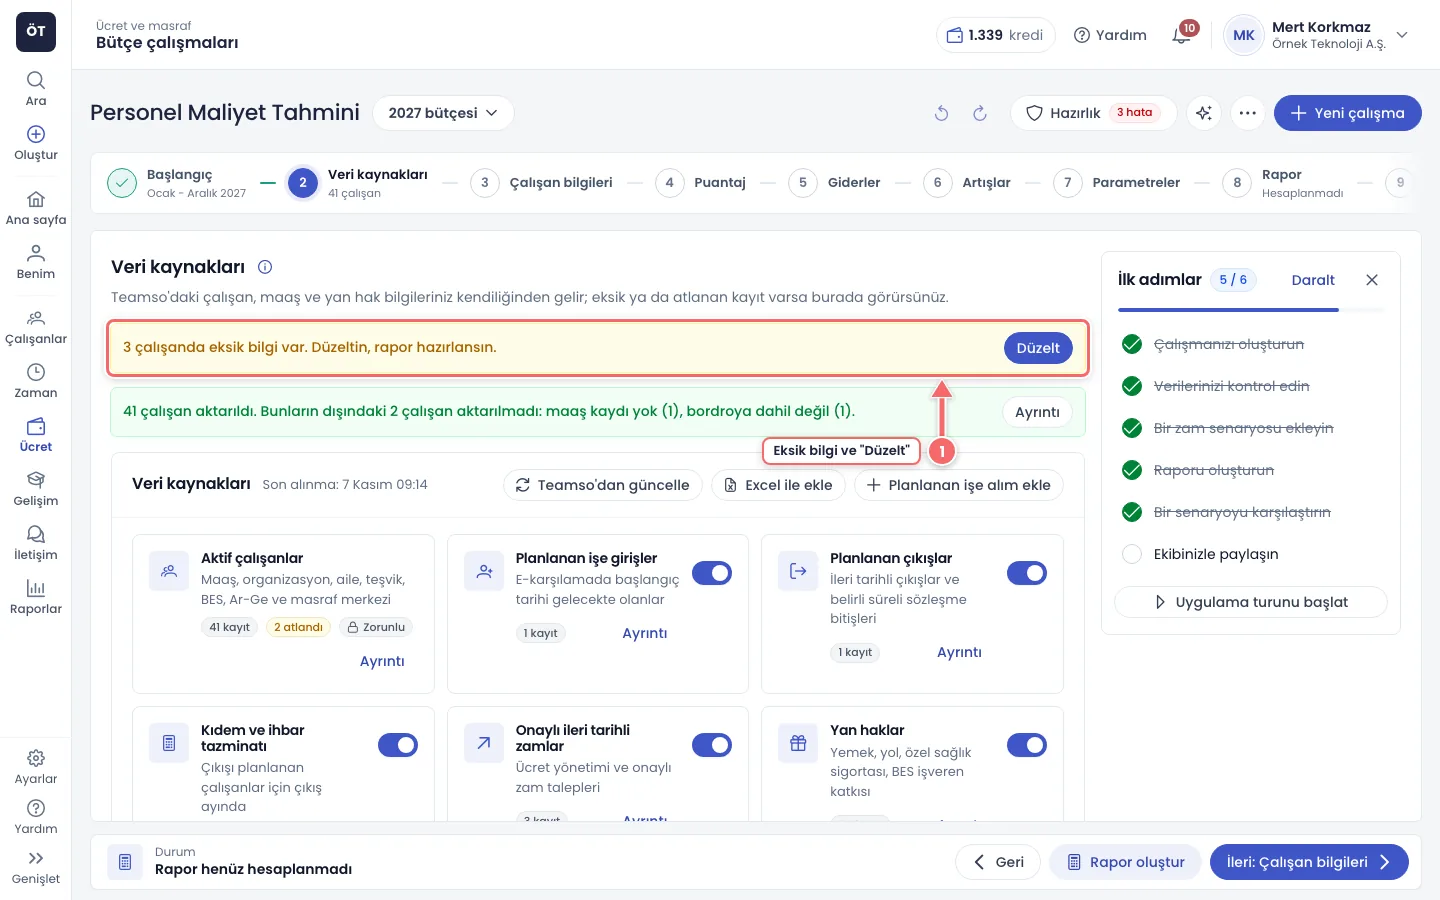 ÖT
Ara
Oluştur
Ana sayfa
Benim
Çalışanlar
Zaman
Ücret
Gelişim
İletişim
Raporlar
Ayarlar
Yardım
Genişlet
Ücret ve masraf
Bütçe çalışmaları
1.339 kredi
Yardım
10
MK
Mert Korkmaz
Örnek Teknoloji A.Ş.
Personel Maliyet Tahmini
2027 bütçesi
Hazırlık 3 hata
Yeni çalışma
Başlangıç
Ocak - Aralık 2027
2
Veri kaynakları
41 çalışan
3 Çalışan bilgileri
4 Puantaj
5 Giderler
6 Artışlar
7 Parametreler
8
Rapor
Hesaplanmadı
9
Veri kaynakları
Teamso'daki çalışan, maaş ve yan hak bilgileriniz kendiliğinden gelir; eksik ya da atlanan kayıt varsa burada görürsünüz.
3 çalışanda eksik bilgi var. Düzeltin, rapor hazırlansın.
Düzelt
41 çalışan aktarıldı. Bunların dışındaki 2 çalışan aktarılmadı: maaş kaydı yok (1), bordroya dahil değil (1).
Ayrıntı
Eksik bilgi ve "Düzelt"
1
Veri kaynakları Son alınma: 7 Kasım 09:14
Teamso'dan güncelle
Excel ile ekle
Planlanan işe alım ekle
Aktif çalışanlar
Maaş, organizasyon, aile, teşvik,
BES, Ar-Ge ve masraf merkezi
41 kayıt 2 atlandı Zorunlu
Ayrıntı
Planlanan işe girişler
E-karşılamada başlangıç
tarihi gelecekte olanlar
1 kayıt Ayrıntı
Planlanan çıkışlar
İleri tarihli çıkışlar ve
belirli süreli sözleşme
bitişleri
1 kayıt Ayrıntı
Kıdem ve ihbar
tazminatı
Çıkışı planlanan
çalışanlar için çıkış
ayında
Onaylı ileri tarihli
zamlar
Ücret yönetimi ve onaylı
zam talepleri
3 kayıt Ayrıntı
Yan haklar
Yemek, yol, özel sağlık
sigortası, BES işveren
katkısı
İlk adımlar 5 / 6 Daralt
Çalışmanızı oluşturun
Verilerinizi kontrol edin
Bir zam senaryosu ekleyin
Raporu oluşturun
Bir senaryoyu karşılaştırın
Ekibinizle paylaşın
Uygulama turunu başlat
Durum
Rapor henüz hesaplanmadı
Geri
Rapor oluştur
İleri: Çalışan bilgileri